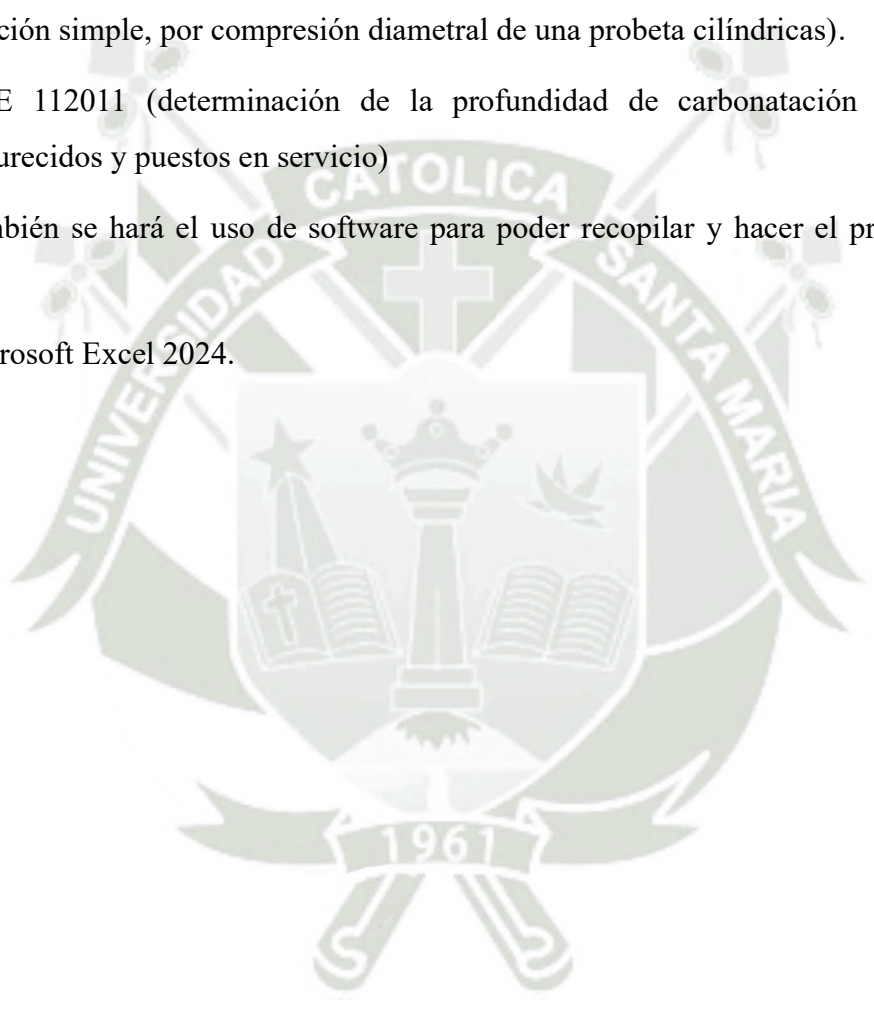 ción simple, por compresión diametral de una probeta cilíndricas).
E 112011 (determinación de la profundidad de carbonatación
urecidos y puestos en servicio)
nbién se hará el uso de software para poder recopilar y hacer el pr
rosoft Excel 2024.
UNIVERSIDAD CATOLICA SANTA MARIA
1961